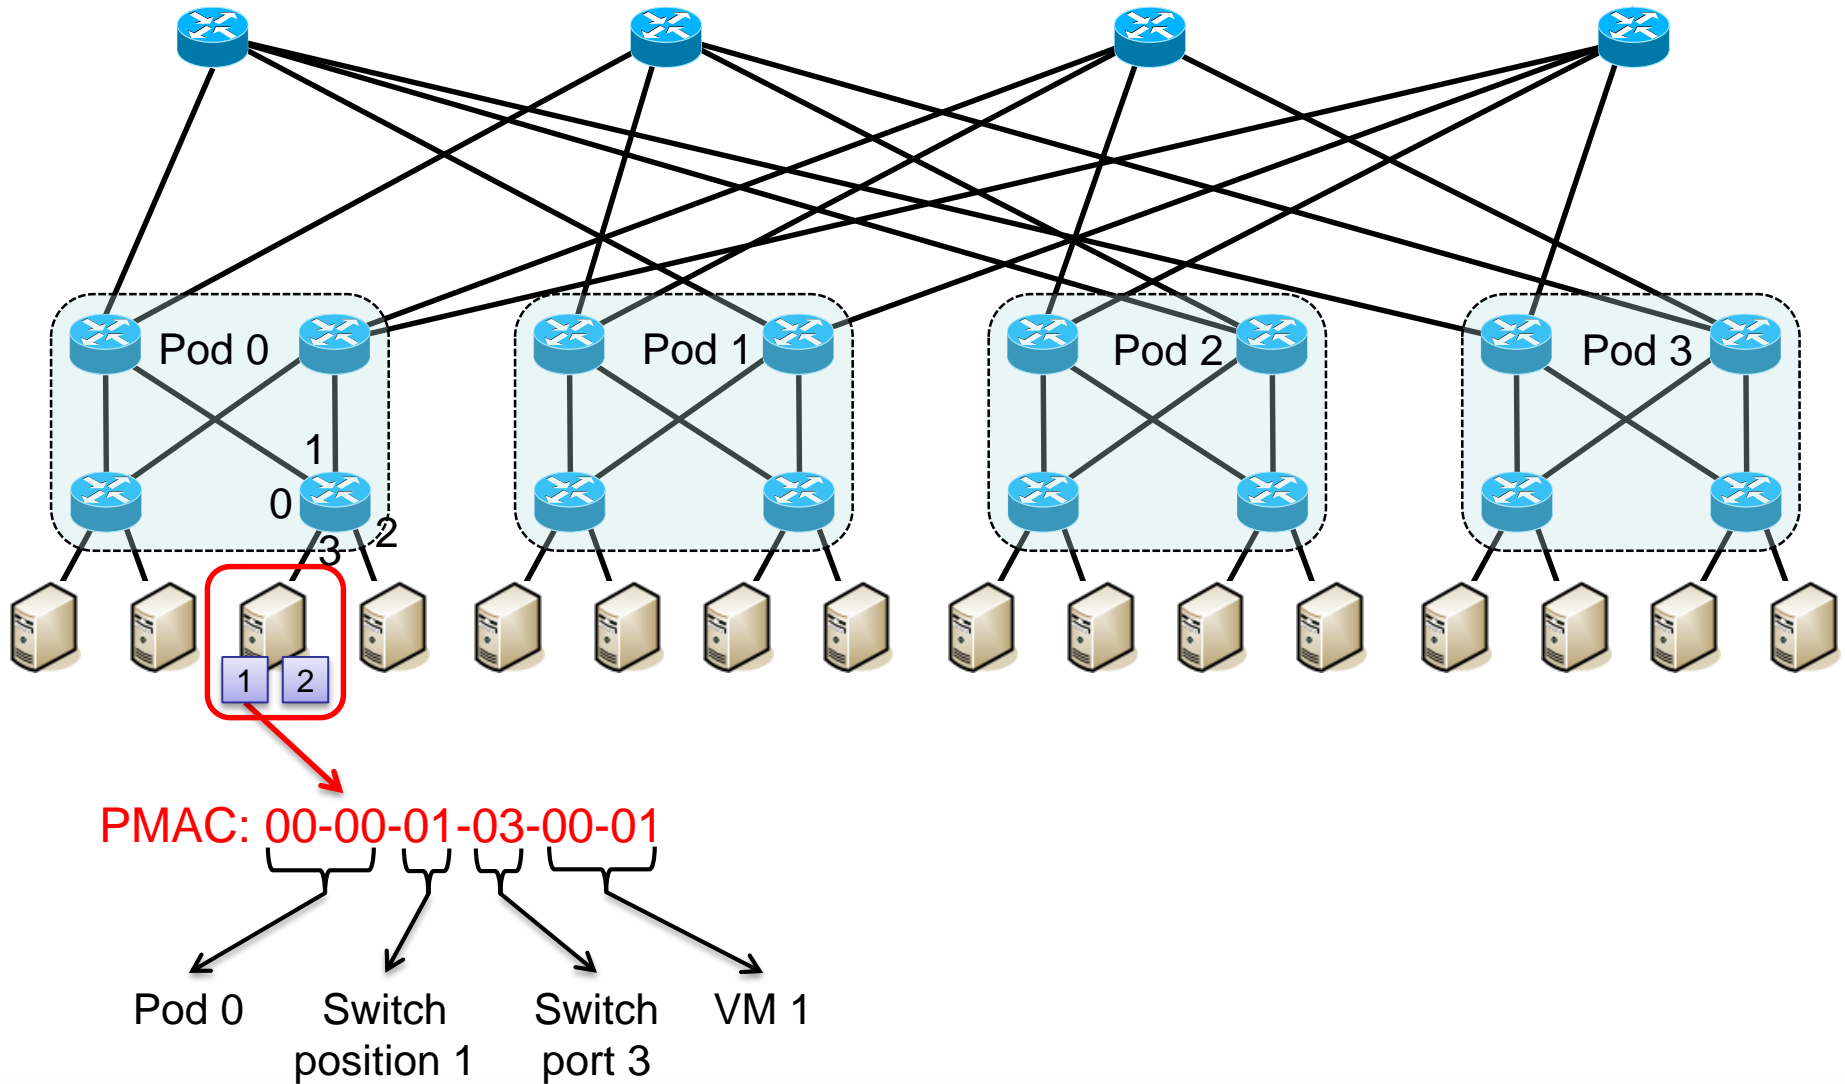 Pod 0
Pod 1
Pod 2
Pod 3
1
0
2
3
1
2
PMAC: 00-00-01-03-00-01
Pod 0
Switch
position 1
Switch
port 3
VM 1